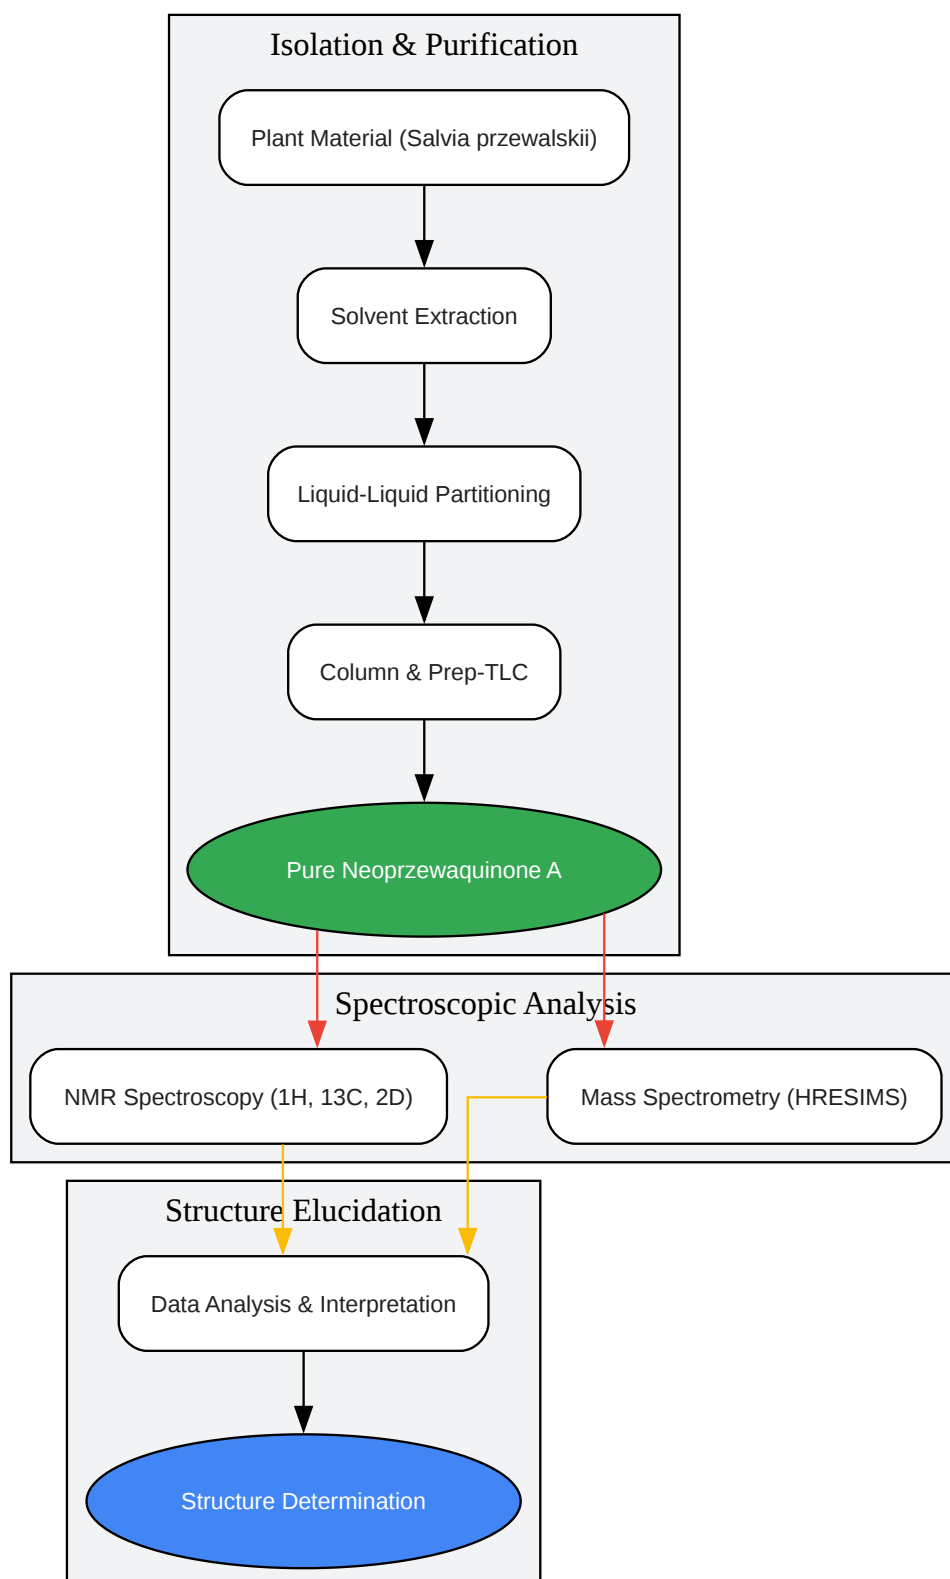 Isolation & Purification
Plant Material (Salvia przewalskii)
Solvent Extraction
Liquid-Liquid Partitioning
Column & Prep-TLC
Pure Neoprzewaquinone A
Spectroscopic Analysis
NMR Spectroscopy (1H, 13C, 2D)
Mass Spectrometry (HRESIMS)
Structure Elucidation
Data Analysis & Interpretation
Structure Determination